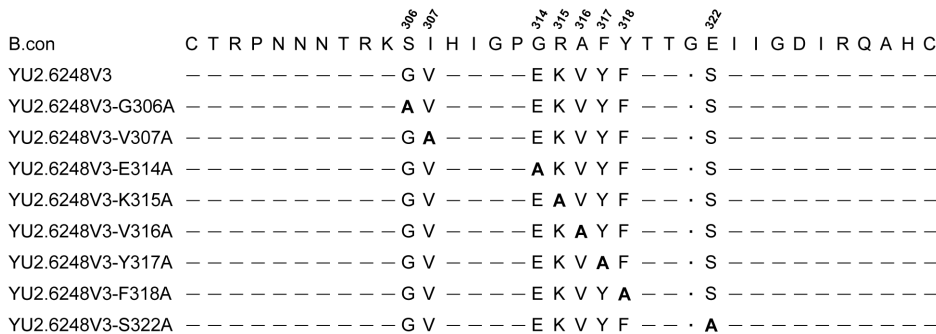 306 307 314 315 316 317 318 322
B.con C T R P N N N T R K S I H I G P G R A F Y T T G E I I G D I R Q A H C
YU2.6248V3 — — — — — — — — — — G V — — — — E K V Y F — — · S — — — — — — — — — —
YU2.6248V3-G306A — — — — — — — — — — A V — — — — E K V Y F — — · S — — — — — — — — — —
YU2.6248V3-V307A — — — — — — — — — — G A — — — — E K V Y F — — · S — — — — — — — — — —
YU2.6248V3-E314A — — — — — — — — — — G V — — — — A K V Y F — — · S — — — — — — — — — —
YU2.6248V3-K315A — — — — — — — — — — G V — — — — E A V Y F — — · S — — — — — — — — — —
YU2.6248V3-V316A — — — — — — — — — — G V — — — — E K A Y F — — · S — — — — — — — — — —
YU2.6248V3-Y317A — — — — — — — — — — G V — — — — E K V A F — — · S — — — — — — — — — —
YU2.6248V3-F318A — — — — — — — — — — G V — — — — E K V Y A — — · S — — — — — — — — — —
YU2.6248V3-S322A — — — — — — — — — — G V — — — — E K V Y F — — · A — — — — — — — — — —